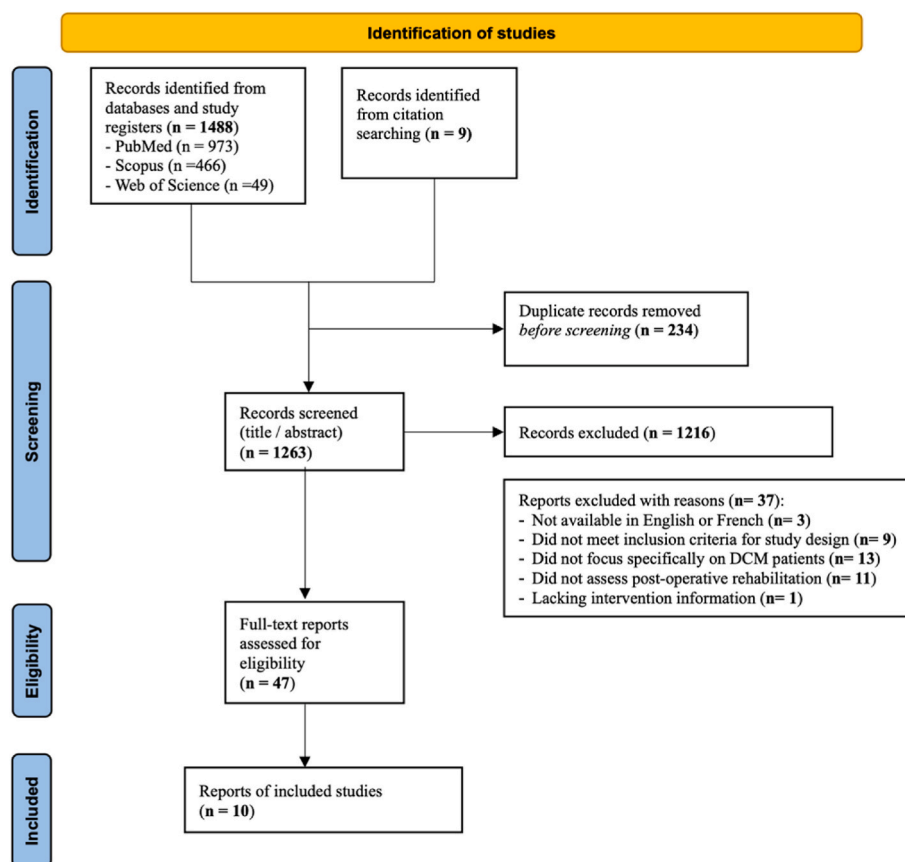 Identification of studies
Identification
Records identified from
databases and study
registers (n = 1488)
- PubMed (n = 973)
- Scopus (n =466)
- Web of Science (n =49)
Records identified
from citation
searching (n = 9)
Screening
Duplicate records removed
before screening (n = 234)
Records screened
(title / abstract)
(n = 1263)
Records excluded (n = 1216)
Reports excluded with reasons (n= 37):
- Not available in English or French (n= 3)
- Did not meet inclusion criteria for study design (n= 9)
- Did not focus specifically on DCM patients (n= 13)
- Did not assess post-operative rehabilitation (n= 11)
- Lacking intervention information (n= 1)
Eligibility
Full-text reports
assessed for
eligibility
(n = 47)
Included
Reports of included studies
(n = 10)